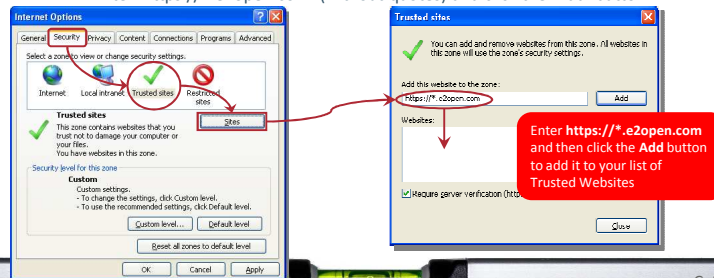 Internet Options
General Security Privacy Content Connections Programs Advanced
Select a zone to view or change security settings.
Internet Local intranet Trusted sites Restricted sites
Trusted sites
This zone contains websites that you
trust not to damage your computer or
your files.
You have websites in this zone.
Sites
Security level for this zone
Custom
Custom settings.
- To change the settings, click Custom level.
- To use the recommended settings, click Default level.
Custom level... Default level
Reset all zones to default level
OK Cancel Apply
Trusted sites
You can add and remove websites from this zone. All websites in
this zone will use the zone's security settings.
Add this website to the zone:
https://*.e2open.com Add
Websites:
Require server verification (http
Close
Enter https://*.e2open.com
and then click the Add button
to add it to your list of
Trusted Websites